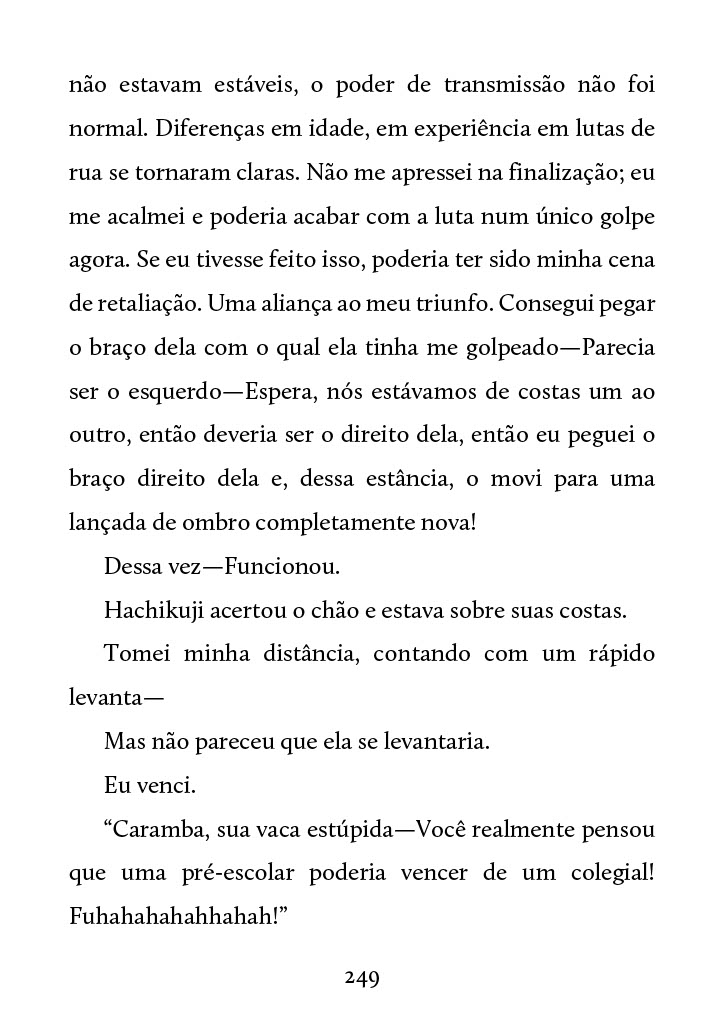 não estavam estáveis, o poder de transmissão não foi
normal. Diferenças em idade, em experiência em lutas de
rua se tornaram claras. Não me apressei na finalização; eu
me acalmei e poderia acabar com a luta num único golpe
agora. Se eu tivesse feito isso, poderia ter sido minha cena
de retaliação. Uma aliança ao meu triunfo. Consegui pegar
o braço dela com o qual ela tinha me golpeado—Parecia
ser o esquerdo—Espera, nós estávamos de costas um ao
outro, então deveria ser o direito dela, então eu peguei o
braço direito dela e, dessa estância, o movi para uma
lançada de ombro completamente nova!
Dessa vez—Funcionou.
Hachikuji acertou o chão e estava sobre suas costas.
Tomei minha distância, contando com um rápido
levanta—
Mas não pareceu que ela se levantaria.
Eu venci.
“Caramba, sua vaca estúpida—Você realmente pensou
que uma pré-escolar poderia vencer de um colegial!
Fuhahahahahhahah!”
249